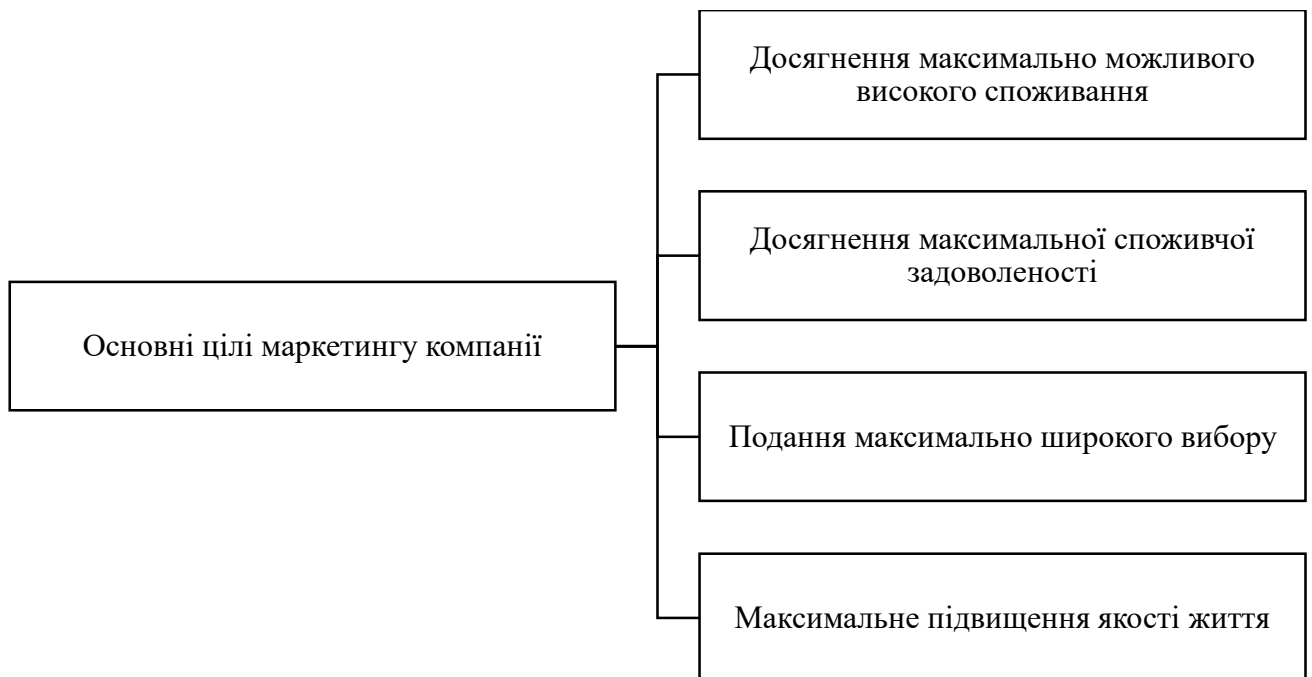 Досягнення максимально можливого
високого споживання
Досягнення максимальної споживчої
задоволеності
Основні цілі маркетингу компанії
Подання максимально широкого вибору
Максимальне підвищення якості життя